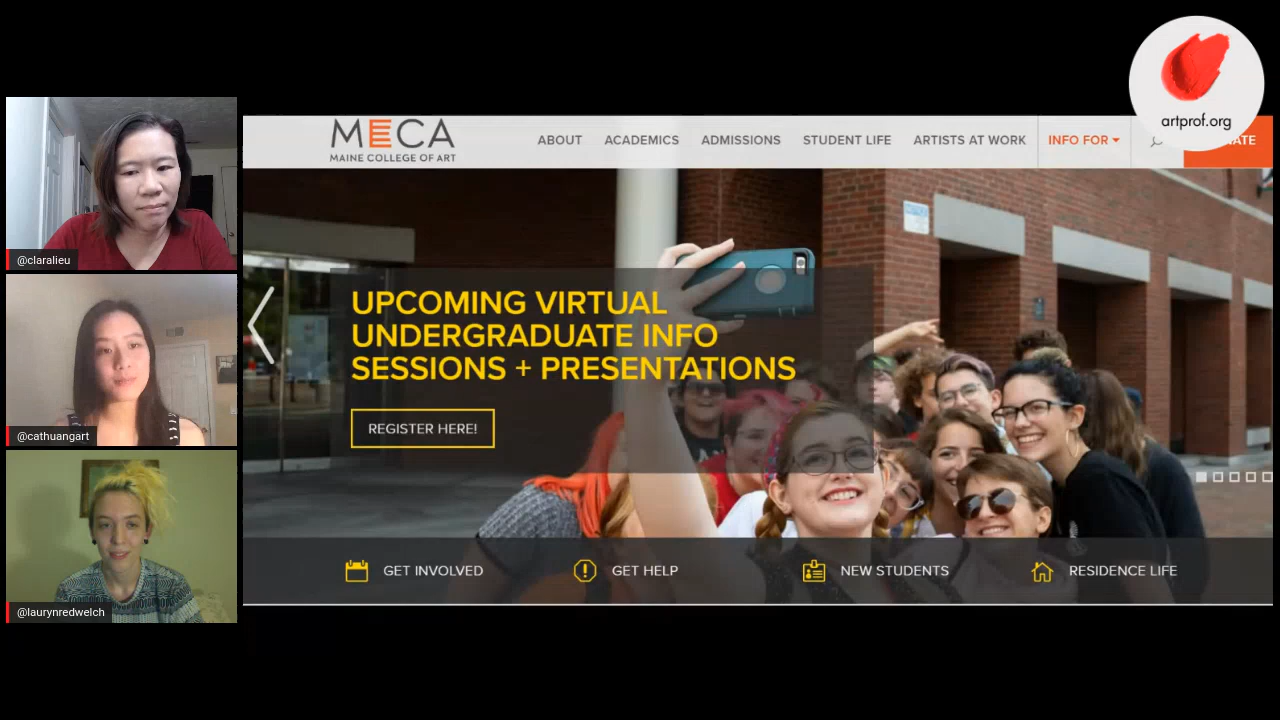 artprof.org
MECA
MAINE COLLEGE OF ART
ABOUT ACADEMICS ADMISSIONS STUDENT LIFE ARTISTS AT WORK INFO FOR
UPCOMING VIRTUAL
UNDERGRADUATE INFO
SESSIONS + PRESENTATIONS
REGISTER HERE!
GET INVOLVED GET HELP NEW STUDENTS RESIDENCE LIFE
@claralieu
@cathuangart
@laurynredwelch